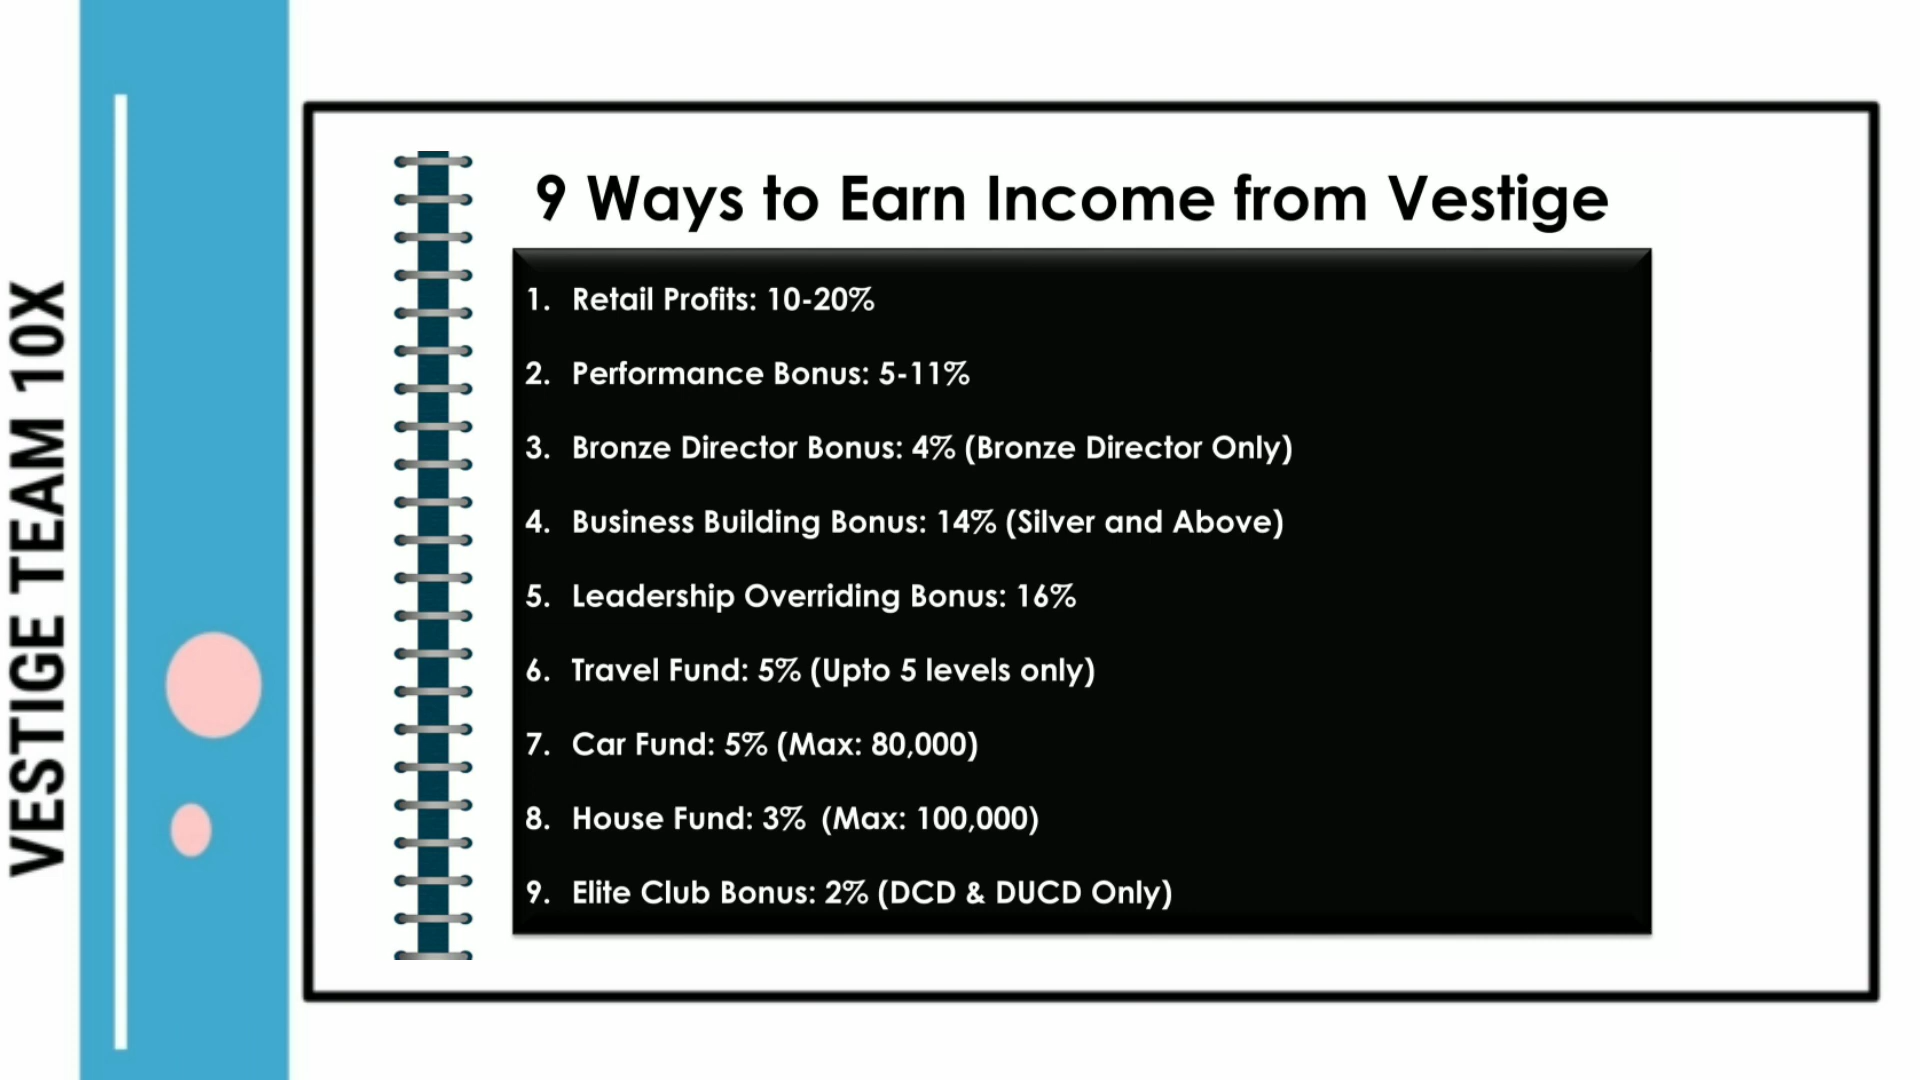 VESTIGE TEAM 10X
9 Ways to Earn Income from Vestige
1. Retail Profits: 10-20%
2. Performance Bonus: 5-11%
3. Bronze Director Bonus: 4% (Bronze Director Only)
4. Business Building Bonus: 14% (Silver and Above)
5. Leadership Overriding Bonus: 16%
6. Travel Fund: 5% (Upto 5 levels only)
7. Car Fund: 5% (Max: 80,000)
8. House Fund: 3% (Max: 100,000)
9. Elite Club Bonus: 2% (DCD & DUCD Only)